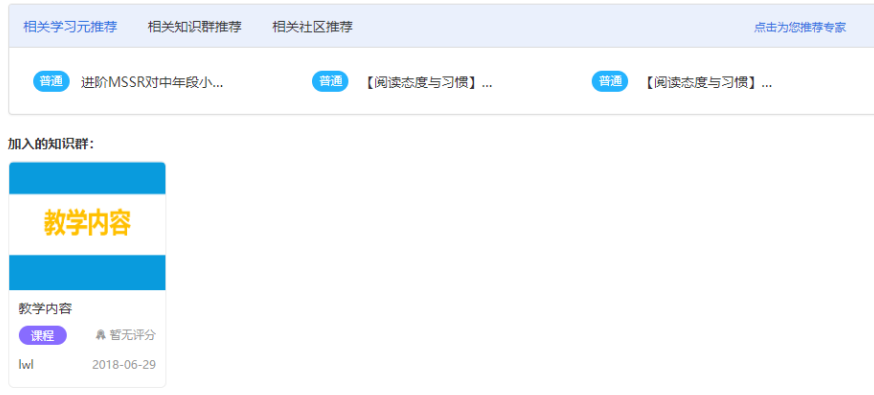 相关学习元推荐 相关知识群推荐 相关社区推荐 点击为您推荐专家
普通 进阶MSSR对中年段小... 普通 【阅读态度与习惯】... 普通 【阅读态度与习惯】...
加入的知识群：
教学内容
教学内容
课程 暂无评分
lwl 2018-06-29